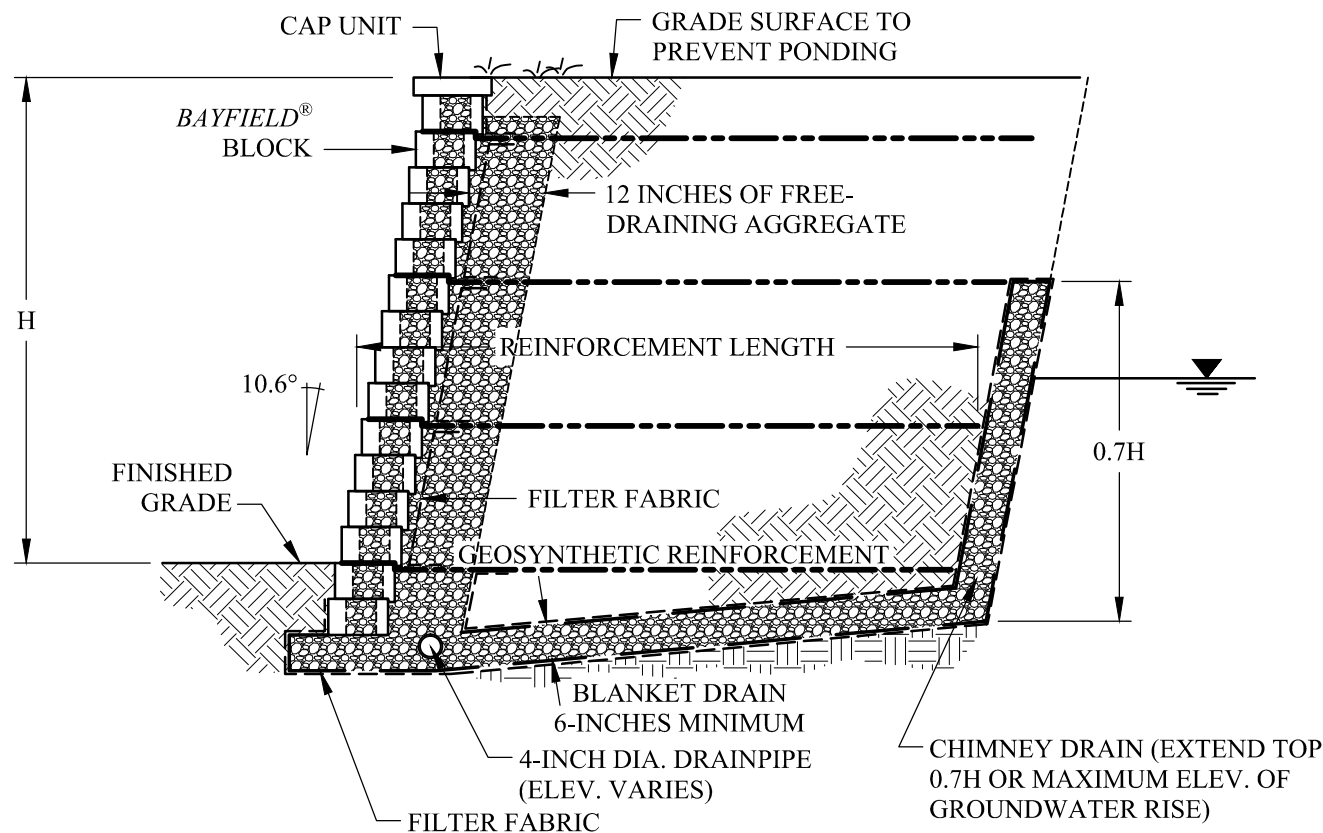 CAP UNIT
GRADE SURFACE TO
PREVENT PONDING
BAYFIELD®
BLOCK
12 INCHES OF FREE-
DRAINING AGGREGATE
H
REINFORCEMENT LENGTH
10.6°
0.7H
FINISHED
GRADE
FILTER FABRIC
GEOSYNTHETIC REINFORCEMENT
BLANKET DRAIN
6-INCHES MINIMUM
4-INCH DIA. DRAINPIPE
(ELEV. VARIES)
CHIMNEY DRAIN (EXTEND TOP
0.7H OR MAXIMUM ELEV. OF
GROUNDWATER RISE)
FILTER FABRIC